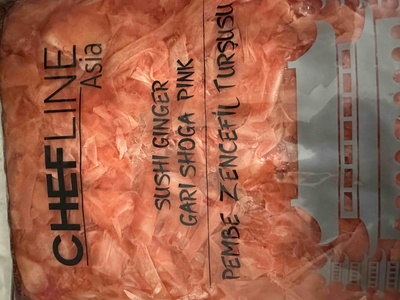 CHEFLINE
Asia
SUSHI GINGER
GARI SHOGA PINK
PEMBE ZENCEFİL TURŞUSU